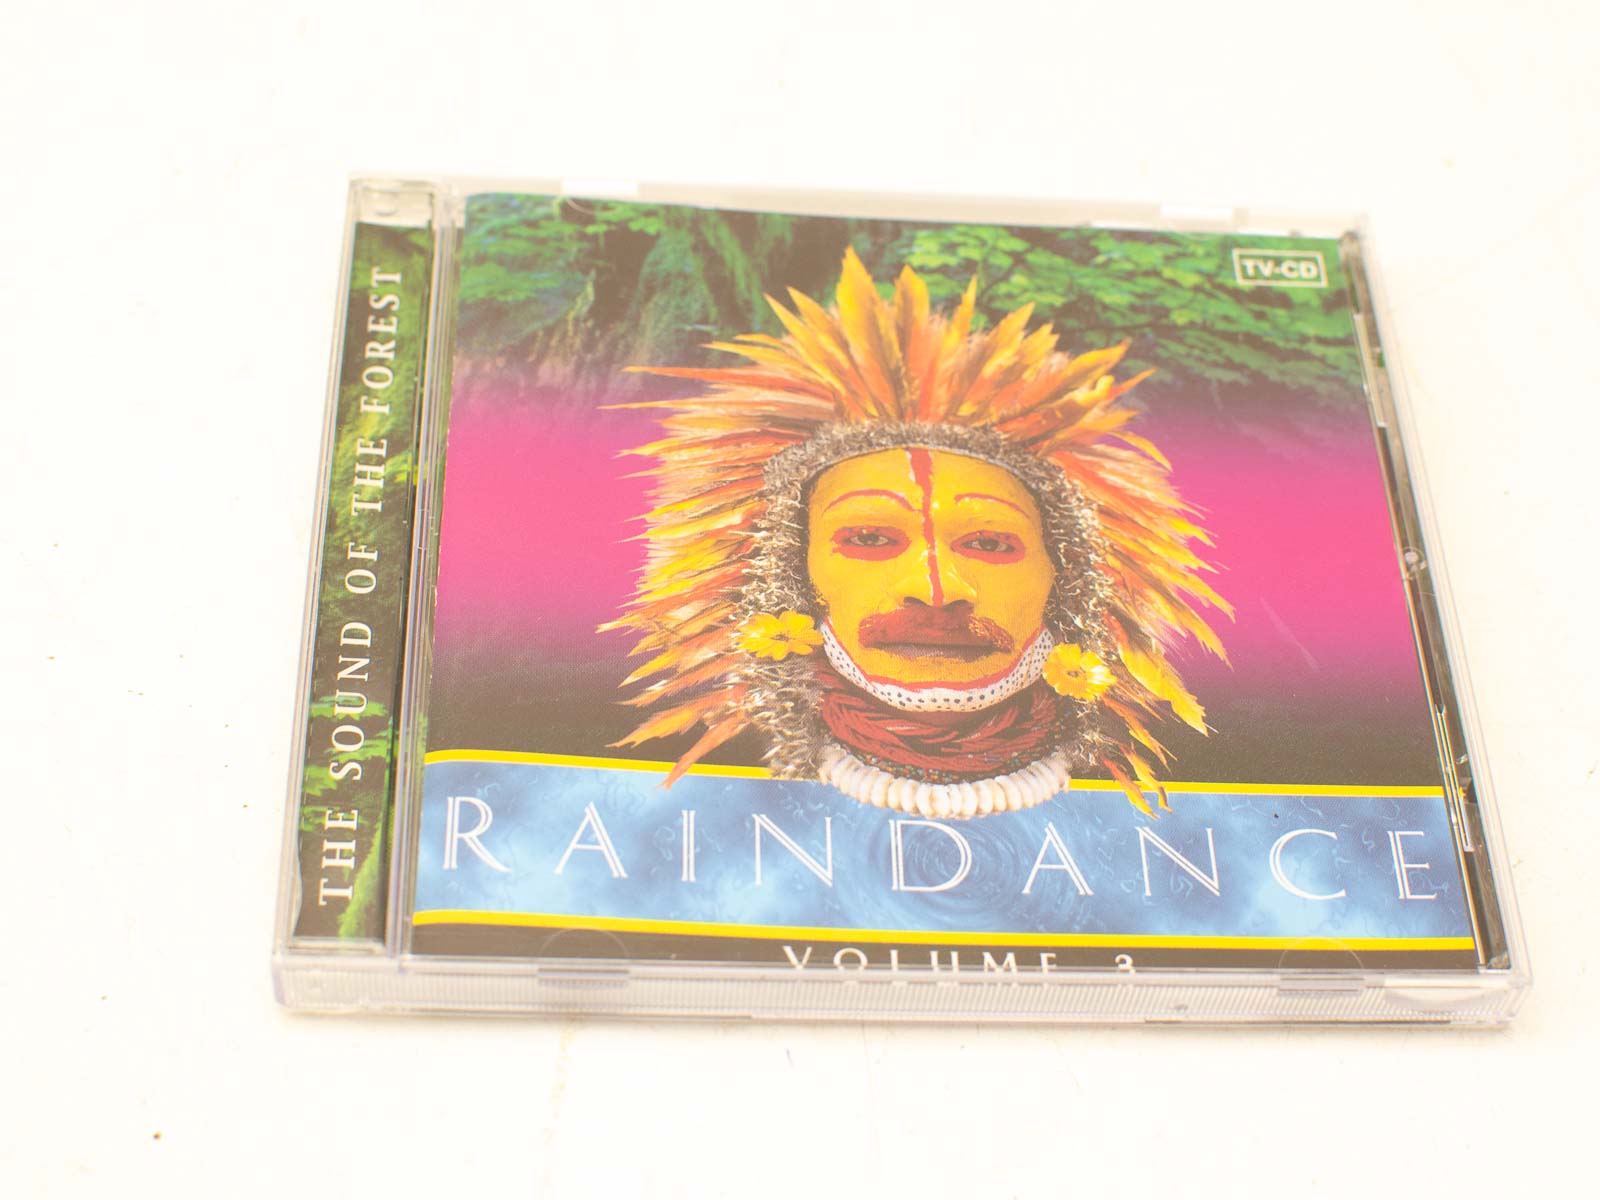 THE SOUND OF THE FOREST
TV-CD
RAINDANCE
VOLUME 3